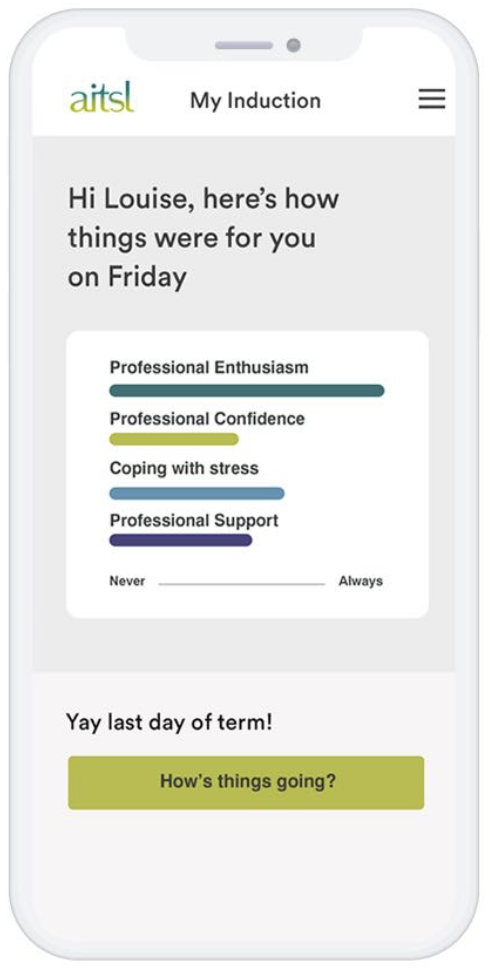 aitsl
My Induction
Hi Louise, here's how
things were for you
on Friday
Professional Enthusiasm
Professional Confidence
Coping with stress
Professional Support
Never
Always
Yay last day of term!
How's things going?